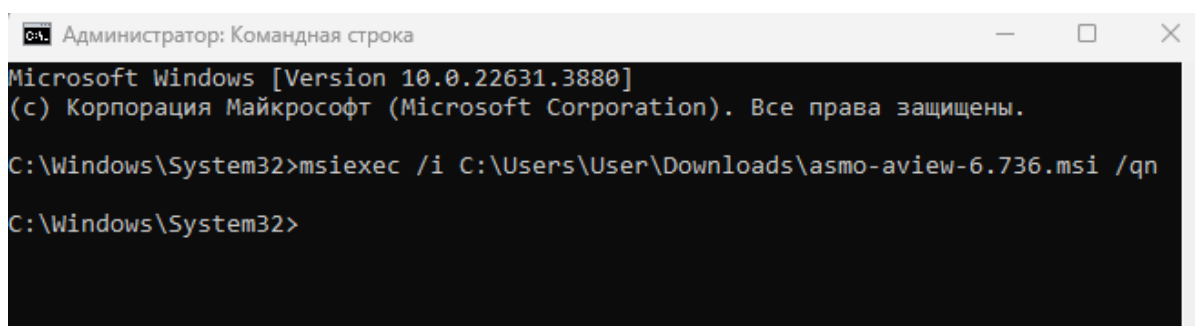 Администратор: Командная строка
Microsoft Windows [Version 10.0.22631.3880]
(c) Корпорация Майкрософт (Microsoft Corporation). Все права защищены.
C:\Windows\System32>msiexec /i C:\Users\User\Downloads\asmo-aview-6.736.msi /qn
C:\Windows\System32>